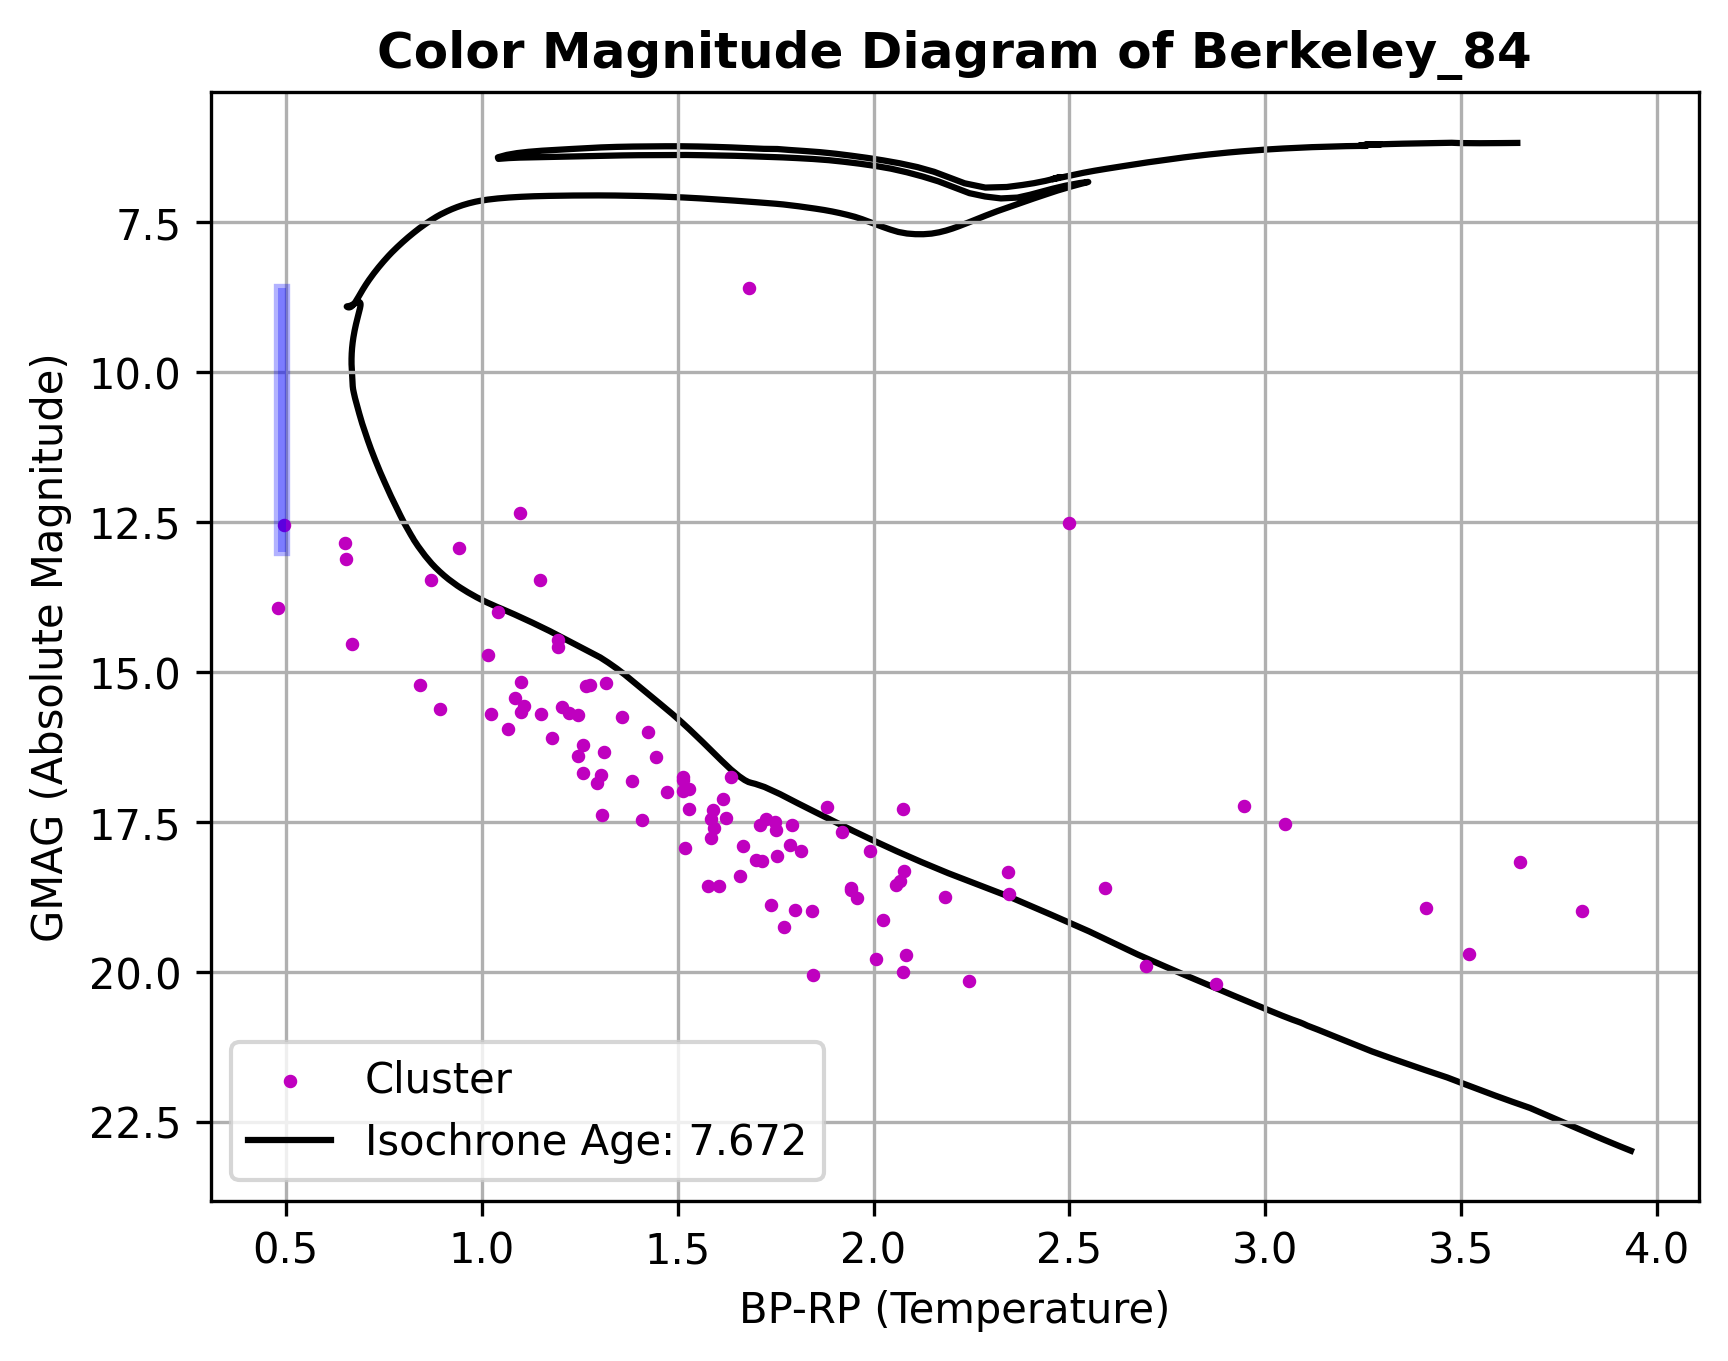 Color Magnitude Diagram of Berkeley_84
GMAG (Absolute Magnitude)
7.5
10.0
12.5
15.0
17.5
20.0
22.5
Cluster
Isochrone Age: 7.672
0.5 1.0 1.5 2.0 2.5 3.0 3.5 4.0
BP-RP (Temperature)